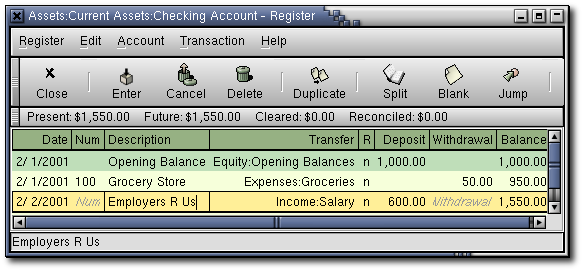 Assets:Current Assets:Checking Account - Register
Register Edit Account Transaction Help
Close Enter Cancel Delete Duplicate Split Blank Jump
Present: $1,550.00 Future: $1,550.00 Cleared: $0.00 Reconciled: $0.00
Date Num Description Transfer R Deposit Withdrawal Balance
2/ 1/2001 Opening Balance Equity:Opening Balances n 1,000.00 1,000.00
2/ 1/2001 100 Grocery Store Expenses:Groceries n 50.00 950.00
2/ 2/2001 Num Employers R Us Income:Salary n 600.00 Withdrawal 1,550.00
Employers R Us